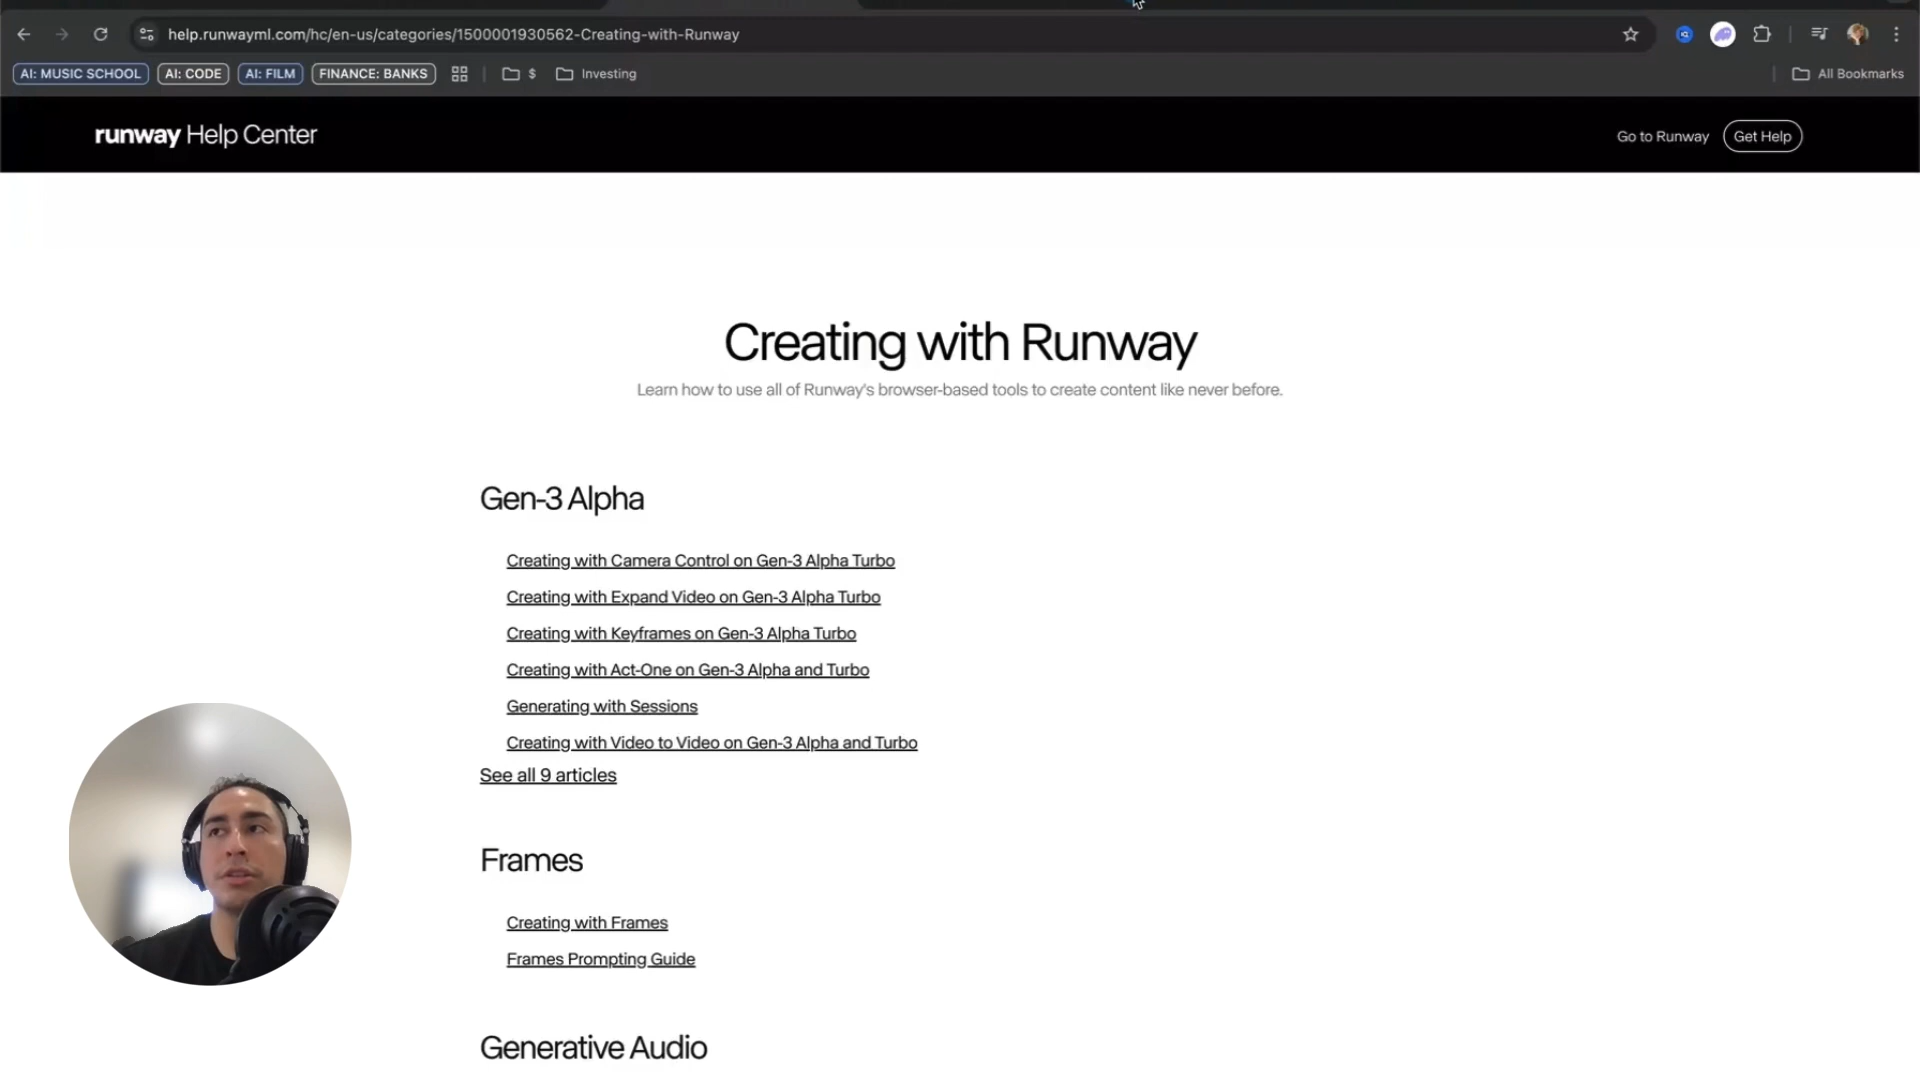 help.runwayml.com/hc/en-us/categories/1500001930562-Creating-with-Runway
AI: MUSIC SCHOOL
AI: CODE
AI: FILM
FINANCE: BANKS
$
Investing
All Bookmarks
runway Help Center
Go to Runway
Get Help
Creating with Runway
Learn how to use all of Runway's browser-based tools to create content like never before.
Gen-3 Alpha
Creating with Camera Control on Gen-3 Alpha Turbo
Creating with Expand Video on Gen-3 Alpha Turbo
Creating with Keyframes on Gen-3 Alpha Turbo
Creating with Act-One on Gen-3 Alpha and Turbo
Generating with Sessions
Creating with Video to Video on Gen-3 Alpha and Turbo
See all 9 articles
Frames
Creating with Frames
Frames Prompting Guide
Generative Audio